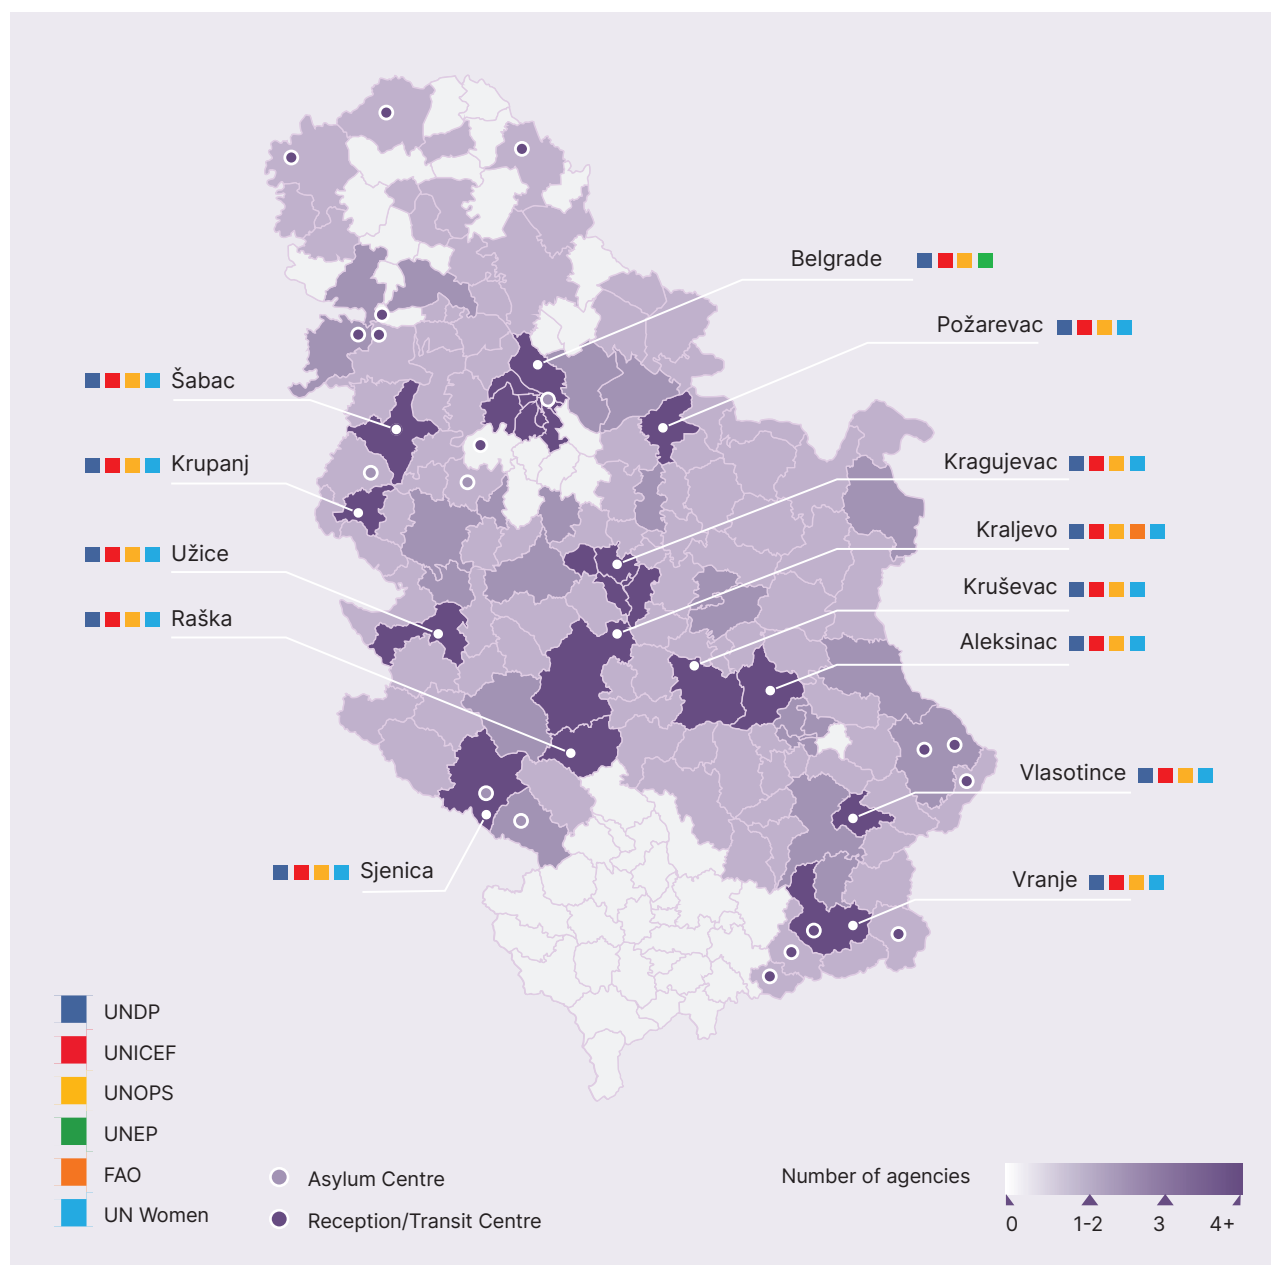 Belgrade
Požarevac
Šabac
Krupanj
Kragujevac
Kraljevo
Užice
Kruševac
Raška
Aleksinac
Vlasotince
Sjenica
Vranje
UNDP
UNICEF
UNOPS
UNEP
FAO
UN Women
Asylum Centre
Reception/Transit Centre
Number of agencies
0 1-2 3 4+